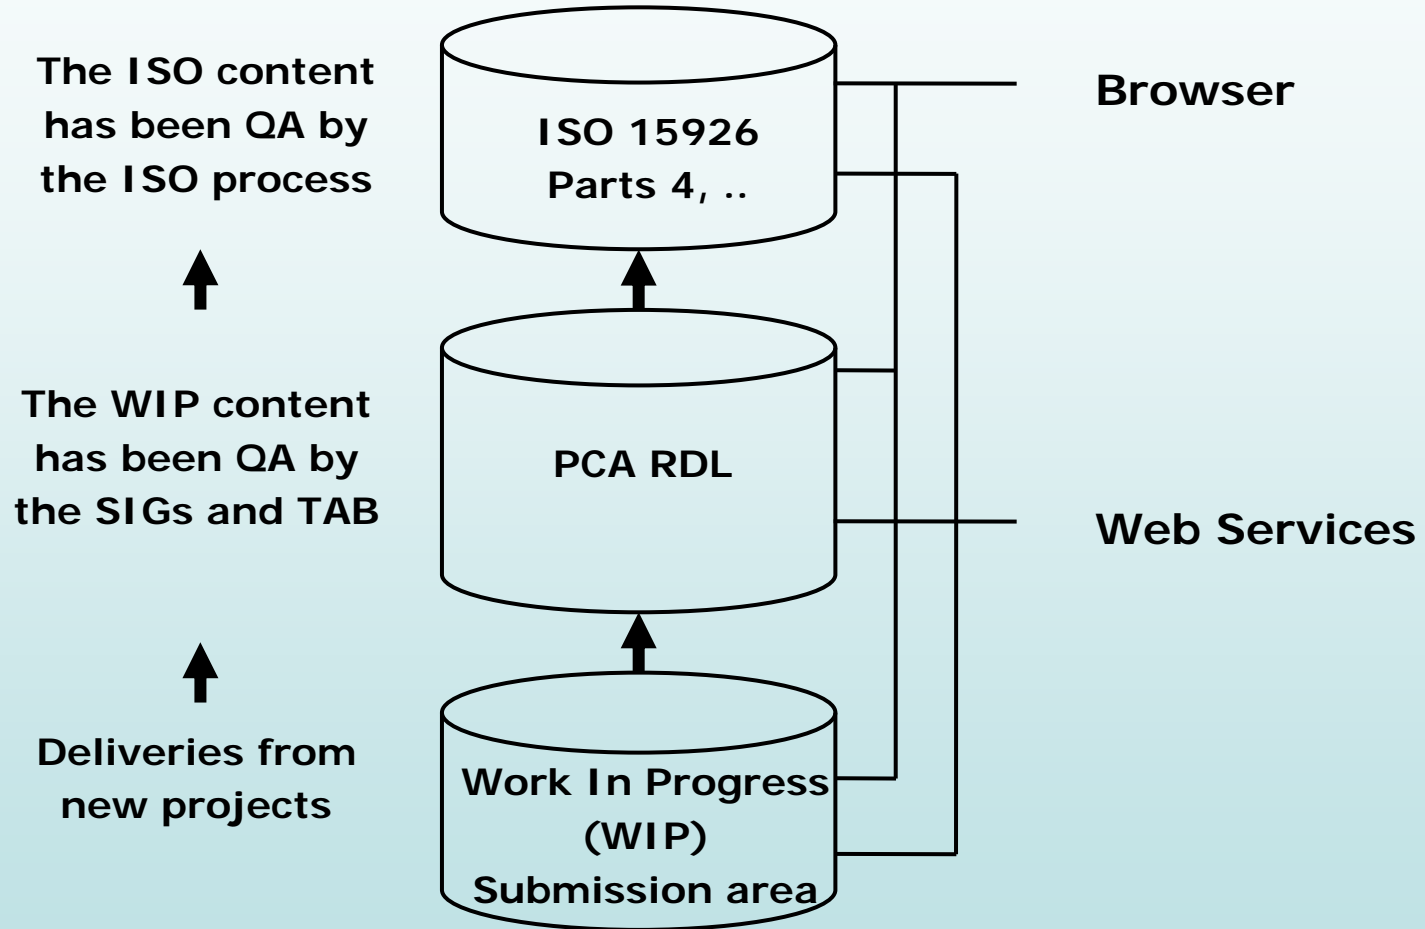 The ISO content
has been QA by
the ISO process
ISO 15926
Parts 4, ..
Browser
The WIP content
has been QA by
the SIGs and TAB
PCA RDL
Web Services
Deliveries from
new projects
Work In Progress
(WIP)
Submission area